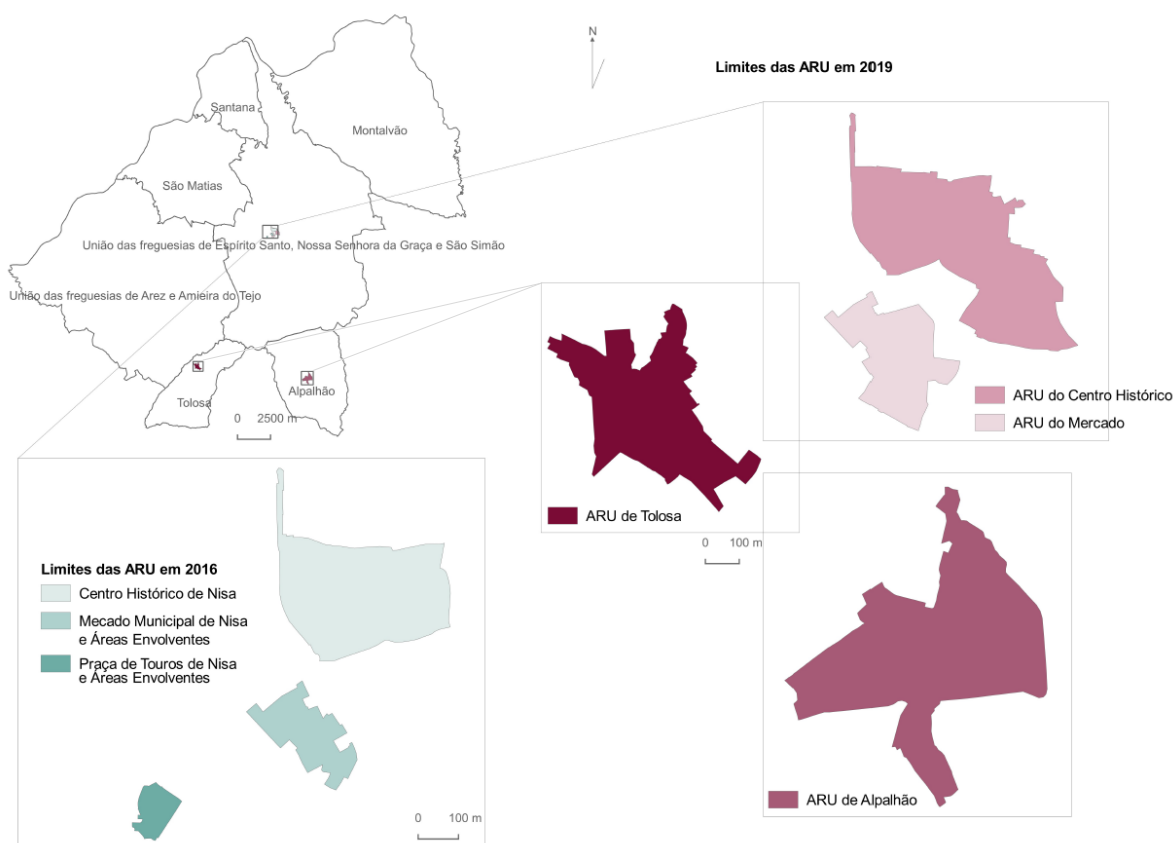 N
Limites das ARU em 2019
Santana
Montalvão
São Matias
União das freguesias de Espírito Santo, Nossa Senhora da Graça e São Simão
União das freguesias de Arez e Amieira do Tejo
Alpalhão
Tolosa
0 2500 m
ARU do Centro Histórico
ARU do Mercado
ARU de Tolosa
0 100 m
Limites das ARU em 2016
Centro Histórico de Nisa
Mecado Municipal de Nisa
e Áreas Envolventes
Praça de Touros de Nisa
e Áreas Envolventes
0 100 m
ARU de Alpalhão